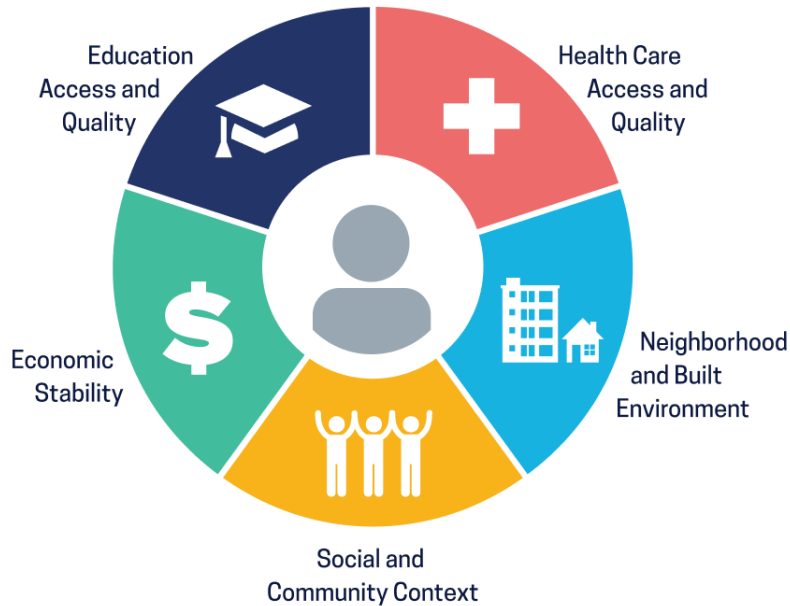 Education
Access and
Quality
Health Care
Access and
Quality
Economic
Stability
$
Neighborhood
and Built
Environment
Social and
Community Context